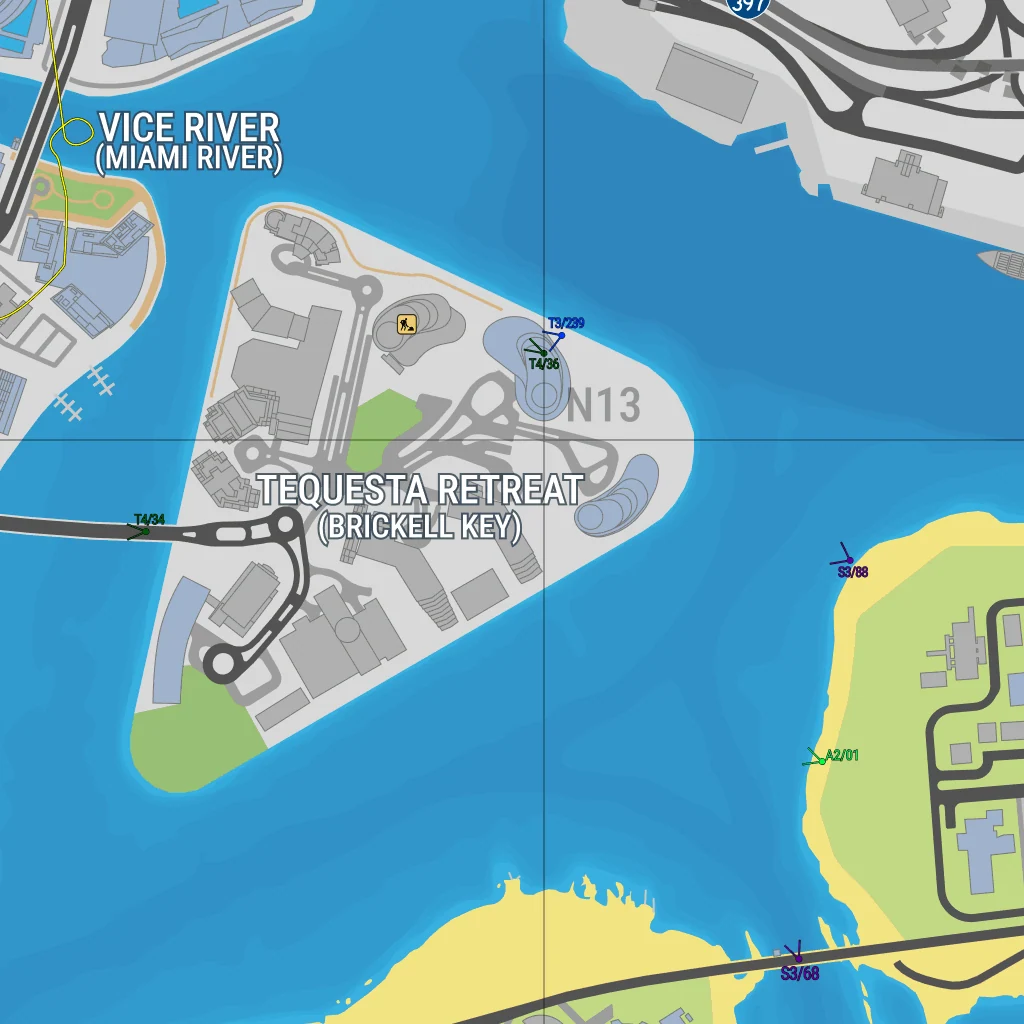 397
VICE RIVER
(MIAMI RIVER)
T3/239
T4/36
N13
TEQUESTA RETREAT
(BRICKELL KEY)
T4/34
S3/88
A2/01
S3/68